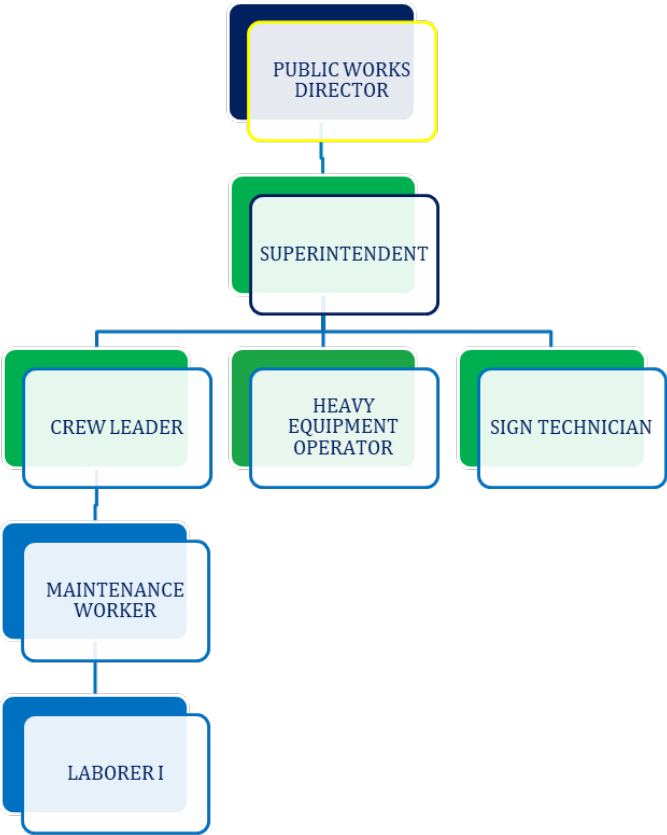 PUBLIC WORKS
DIRECTOR
SUPERINTENDENT
CREW LEADER
HEAVY
EQUIPMENT
OPERATOR
SIGN TECHNICIAN
MAINTENANCE
WORKER
LABORER I